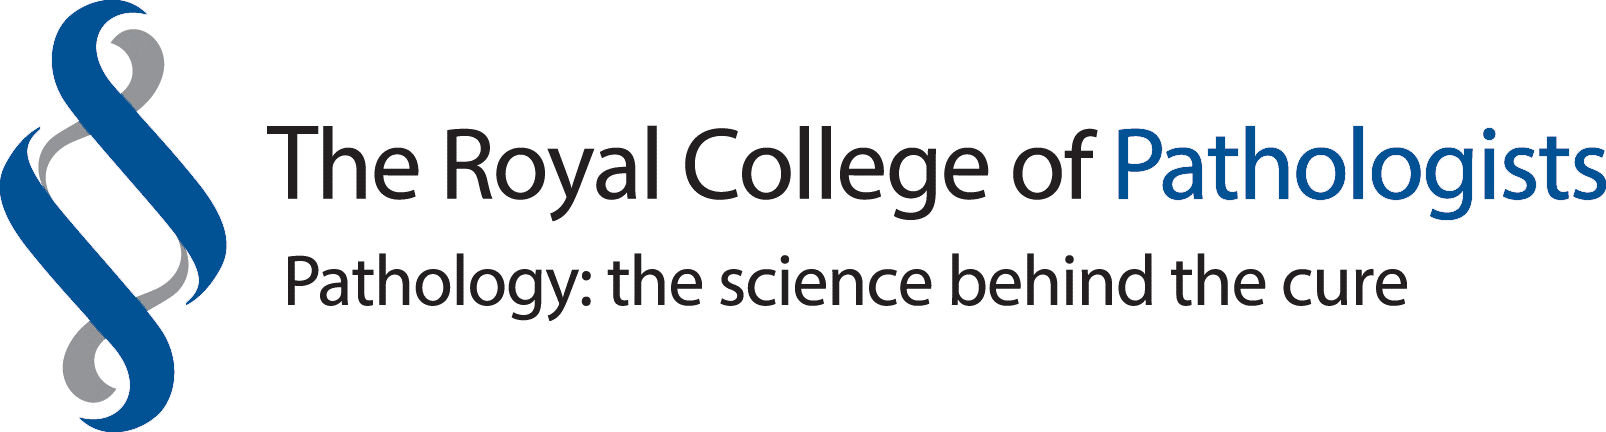 The Royal College of Pathologists
Pathology: the science behind the cure